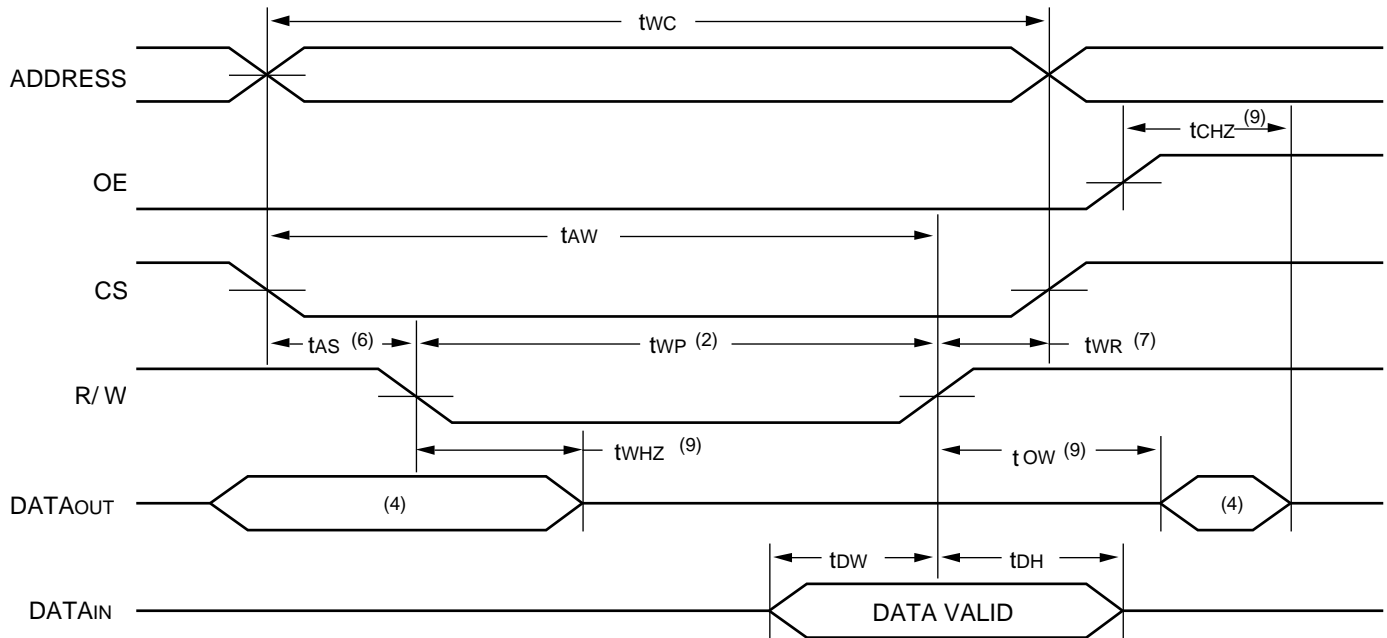 tWC
ADDRESS
tCHZ (9)
OE
tAW
CS
tAS (6)
tWP (2)
tWR (7)
R/ W
tWHZ (9)
tOW (9)
DATAOUT
(4)
(4)
tDW
tDH
DATAIN
DATA VALID